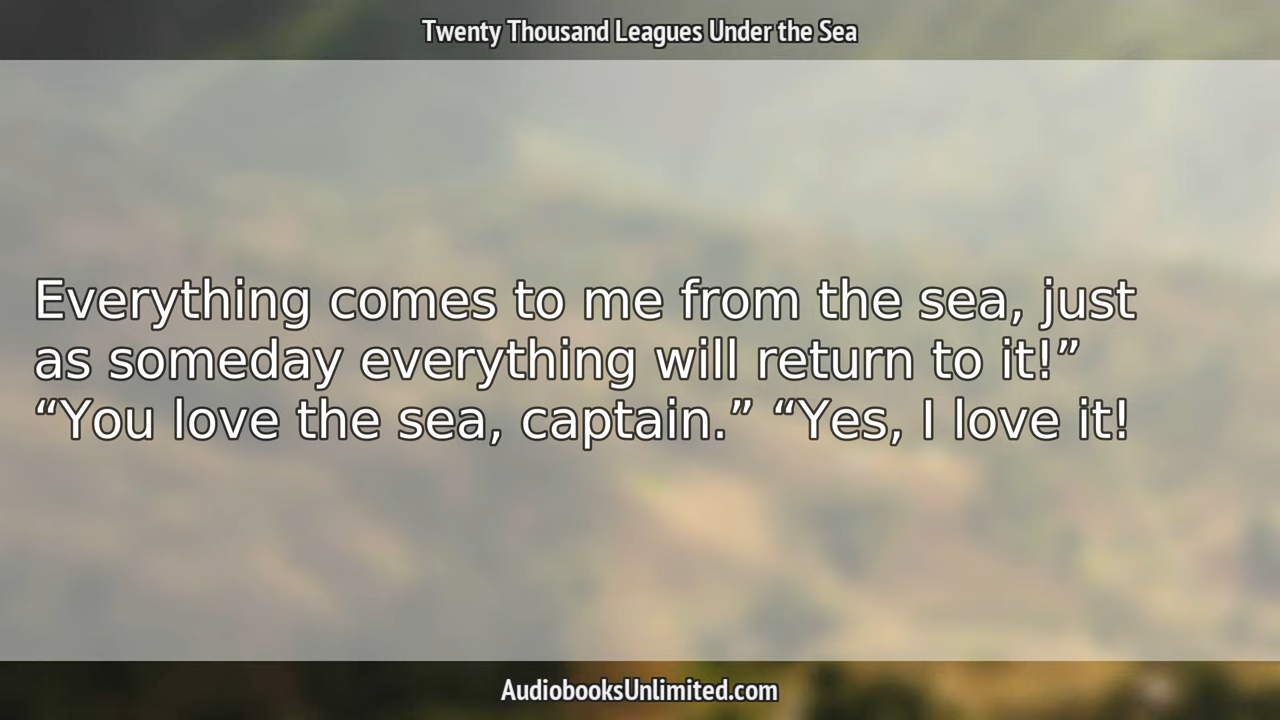 Twenty Thousand Leagues Under the Sea
Everything comes to me from the sea, just
as someday everything will return to it!”
“You love the sea, captain.” “Yes, I love it!
AudiobooksUnlimited.com